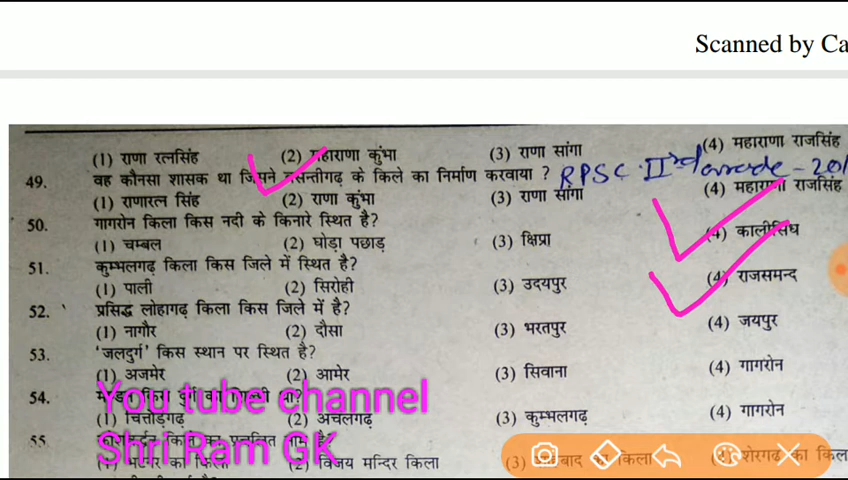 Scanned by Ca
(1) राणा रत्नसिंह (2) महाराणा कुंभा (3) राणा सांगा (4) महाराणा राजसिंह
49. वह कौनसा शासक था जिसने बसन्तीगढ़ के किले का निर्माण करवाया ? RPSC IInd Grade - 201
(1) राणारत्न सिंह (2) राणा कुंभा (3) राणा सांगा (4) महाराणा राजसिंह
50. गागरोन किला किस नदी के किनारे स्थित है?
(1) चम्बल (2) घोड़ा पछाड़ (3) क्षिप्रा (4) कालीसिंध
51. कुम्भलगढ़ किला किस जिले में स्थित है?
(1) पाली (2) सिरोही (3) उदयपुर (4) राजसमन्द
52. प्रसिद्ध लोहागढ़ किला किस जिले में है?
(1) नागौर (2) दौसा (3) भरतपुर (4) जयपुर
53. 'जलदुर्ग' किस स्थान पर स्थित है?
(1) अजमेर (2) आमेर (3) सिवाना (4) गागरोन
54.
You tube channel
(1) चित्तौड़गढ़ (2) अचलगढ़ (3) कुम्भलगढ़ (4) गागरोन
55.
Shri Ram GK
(2) विजय मन्दिर किला (3) का किला (4) शेरगढ़ का किल